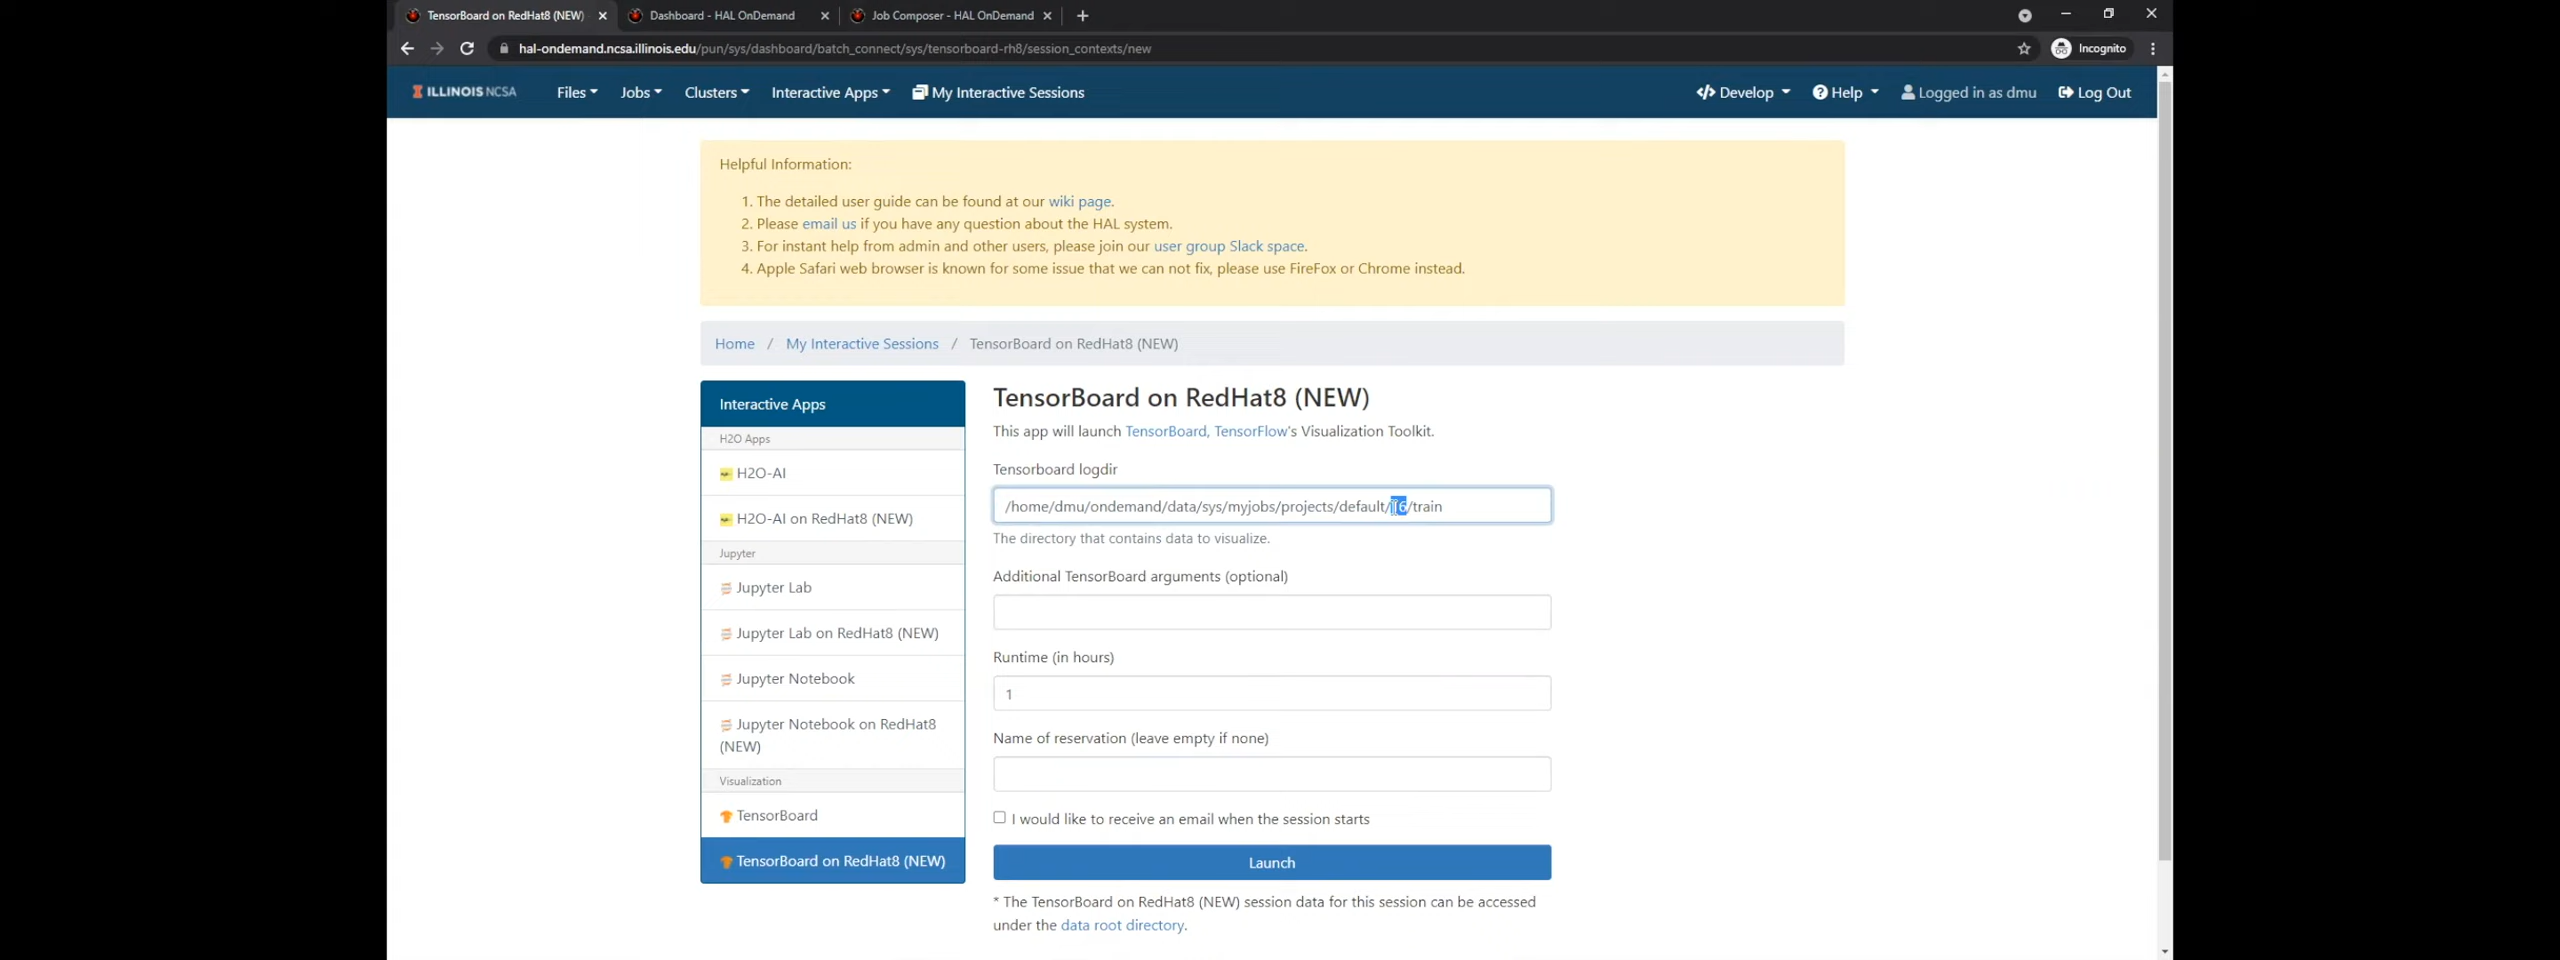 TensorBoard on RedHat8 (NEW)
Dashboard - HAL OnDemand
Job Composer - HAL OnDemand
hal-ondemand.ncsa.illinois.edu/pun/sys/dashboard/batch_connect/sys/tensorboard-rh8/session_contexts/new
Incognito
ILLINOIS NCSA Files Jobs Clusters Interactive Apps My Interactive Sessions </> Develop Help Logged in as dmu Log Out
Helpful Information:
1. The detailed user guide can be found at our wiki page.
2. Please email us if you have any question about the HAL system.
3. For instant help from admin and other users, please join our user group Slack space.
4. Apple Safari web browser is known for some issue that we can not fix, please use FireFox or Chrome instead.
Home / My Interactive Sessions / TensorBoard on RedHat8 (NEW)
Interactive Apps
H2O Apps
H2O-AI
H2O-AI on RedHat8 (NEW)
Jupyter
Jupyter Lab
Jupyter Lab on RedHat8 (NEW)
Jupyter Notebook
Jupyter Notebook on RedHat8
(NEW)
Visualization
TensorBoard
TensorBoard on RedHat8 (NEW)
TensorBoard on RedHat8 (NEW)
This app will launch TensorBoard, TensorFlow's Visualization Toolkit.
Tensorboard logdir
/home/dmu/ondemand/data/sys/myjobs/projects/default/ /train
The directory that contains data to visualize.
Additional TensorBoard arguments (optional)
Runtime (in hours)
1
Name of reservation (leave empty if none)
I would like to receive an email when the session starts
Launch
* The TensorBoard on RedHat8 (NEW) session data for this session can be accessed
under the data root directory.